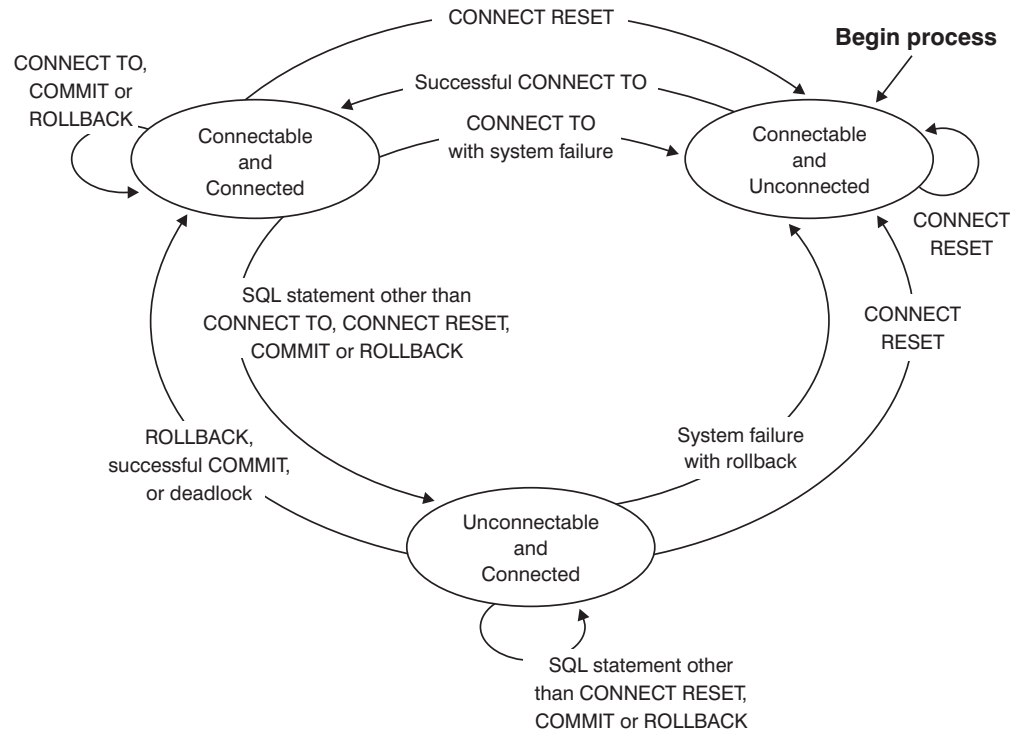 CONNECT RESET
Begin process
CONNECT TO,
COMMIT or
ROLLBACK
Successful CONNECT TO
CONNECT TO
with system failure
Connectable
and
Connected
Connectable
and
Unconnected
CONNECT
RESET
SQL statement other than
CONNECT TO, CONNECT RESET,
COMMIT or ROLLBACK
CONNECT
RESET
ROLLBACK,
successful COMMIT,
or deadlock
System failure
with rollback
Unconnectable
and
Connected
SQL statement other
than CONNECT RESET,
COMMIT or ROLLBACK